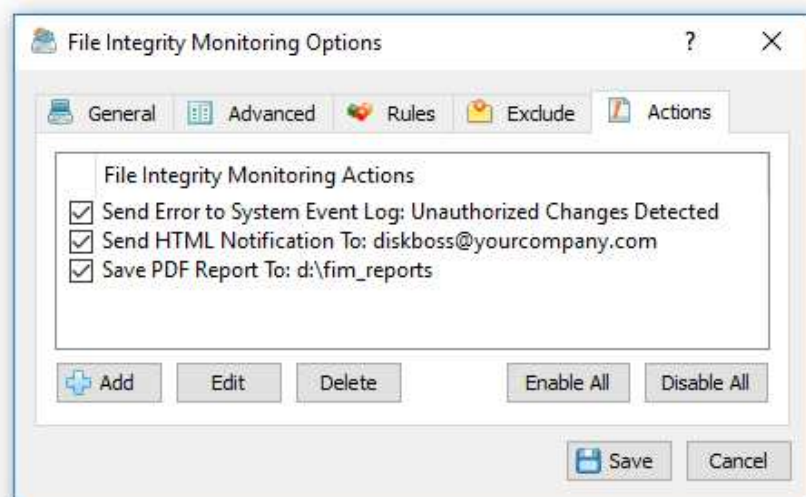 File Integrity Monitoring Options
General Advanced Rules Exclude Actions
File Integrity Monitoring Actions
Send Error to System Event Log: Unauthorized Changes Detected
Send HTML Notification To: diskboss@yourcompany.com
Save PDF Report To: d:\fim_reports
Add Edit Delete Enable All Disable All
Save Cancel